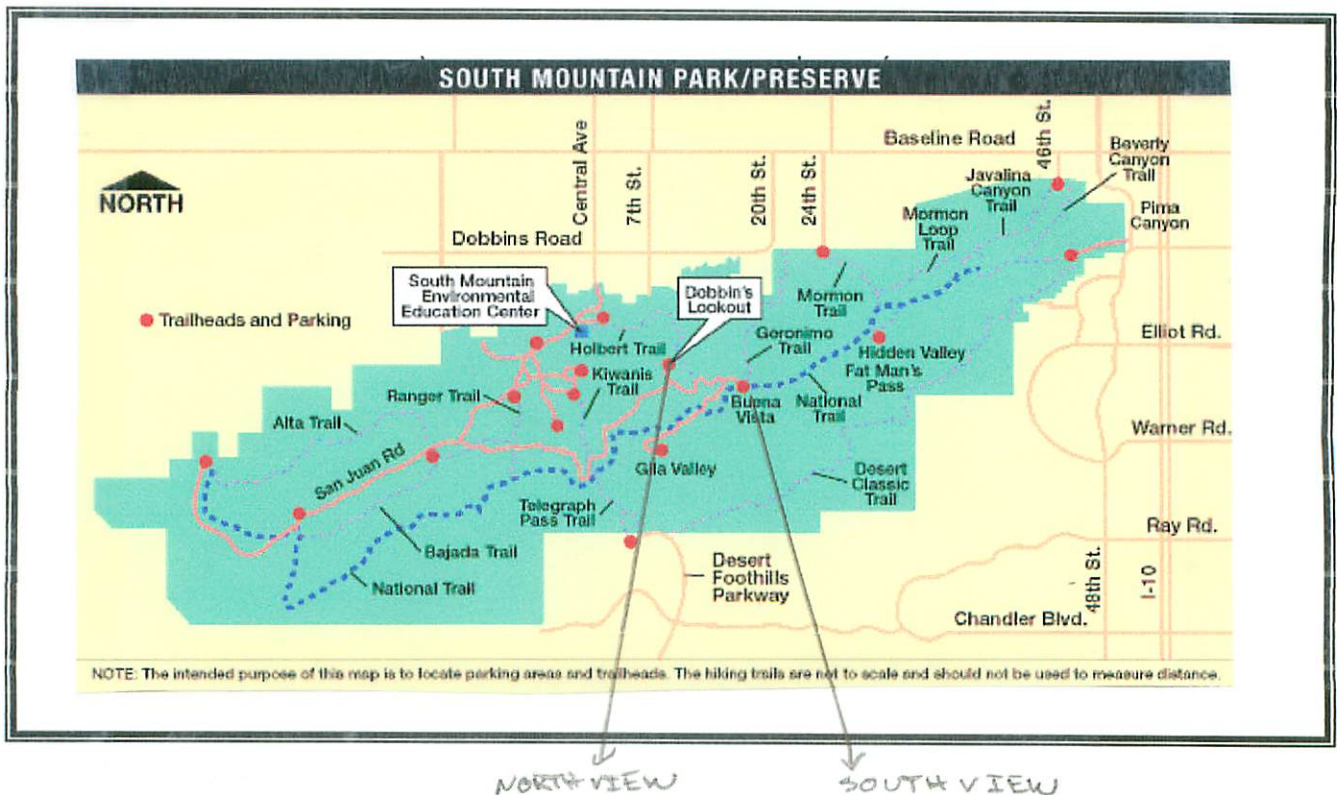 SOUTH MOUNTAIN PARK/PRESERVE
Baseline Road
46th St.
Beverly
Canyon
Trail
Central Ave
7th St.
20th St.
24th St.
Javalina
Canyon
Trail
NORTH
Mormon
Loop
Trail
Pima
Canyon
Dobbins Road
South Mountain
Environmental
Education Center
Dobbin's
Lookout
Mormon
Trail
Trailheads and Parking
Holbert Trail
Geronimo
Trail
Elliot Rd.
Hidden Valley
Fat Man's
Pass
Kiwanis
Trail
Ranger Trail
Buena
Vista
National
Trail
Alta Trail
Warner Rd.
San Juan Rd
Gila Valley
Desert
Classic
Trail
Telegraph
Pass Trail
Ray Rd.
Bajada Trail
Desert
Foothills
Parkway
National Trail
48th St.
I-10
Chandler Blvd.
NOTE: The intended purpose of this map is to locate parking areas and trailheads. The hiking trails are not to scale and should not be used to measure distance.
NORTH VIEW
SOUTH VIEW